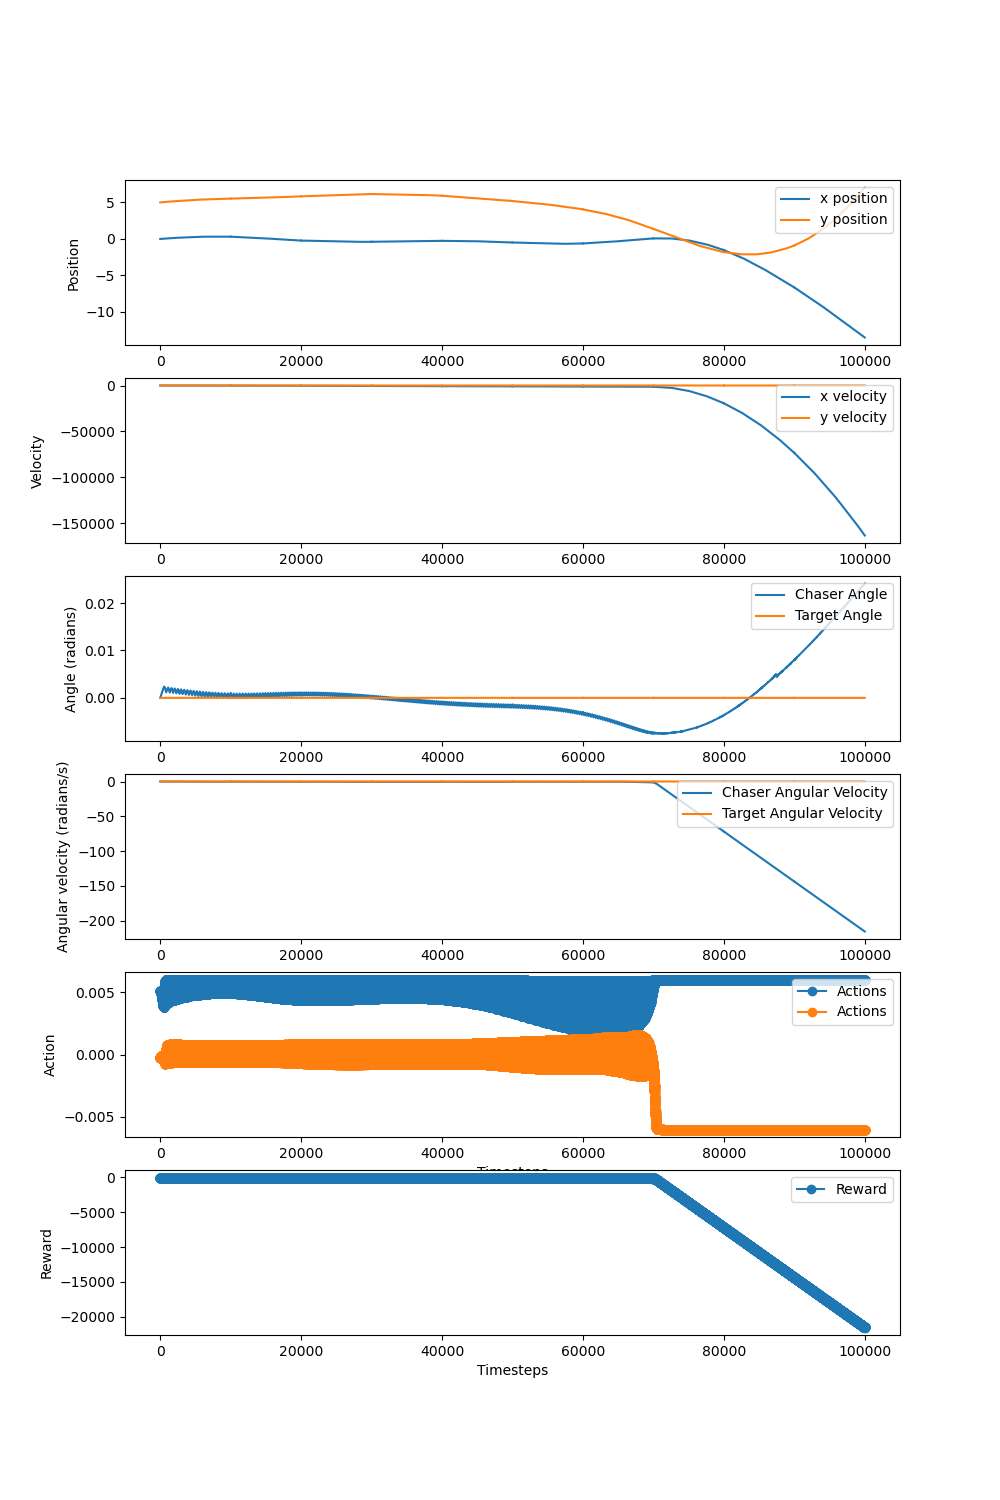 5
0
−5
−10
Position
x position
y position
0 20000 40000 60000 80000 100000
0
−50000
−100000
−150000
Velocity
x velocity
y velocity
0 20000 40000 60000 80000 100000
0.02
0.01
0.00
Angle (radians)
Chaser Angle
Target Angle
0 20000 40000 60000 80000 100000
0
−50
−100
−150
−200
Angular velocity (radians/s)
Chaser Angular Velocity
Target Angular Velocity
0 20000 40000 60000 80000 100000
0.005
0.000
−0.005
Action
Actions
Actions
0 20000 40000 60000 80000 100000
Timesteps
0
−5000
−10000
−15000
−20000
Reward
Reward
0 20000 40000 60000 80000 100000
Timesteps